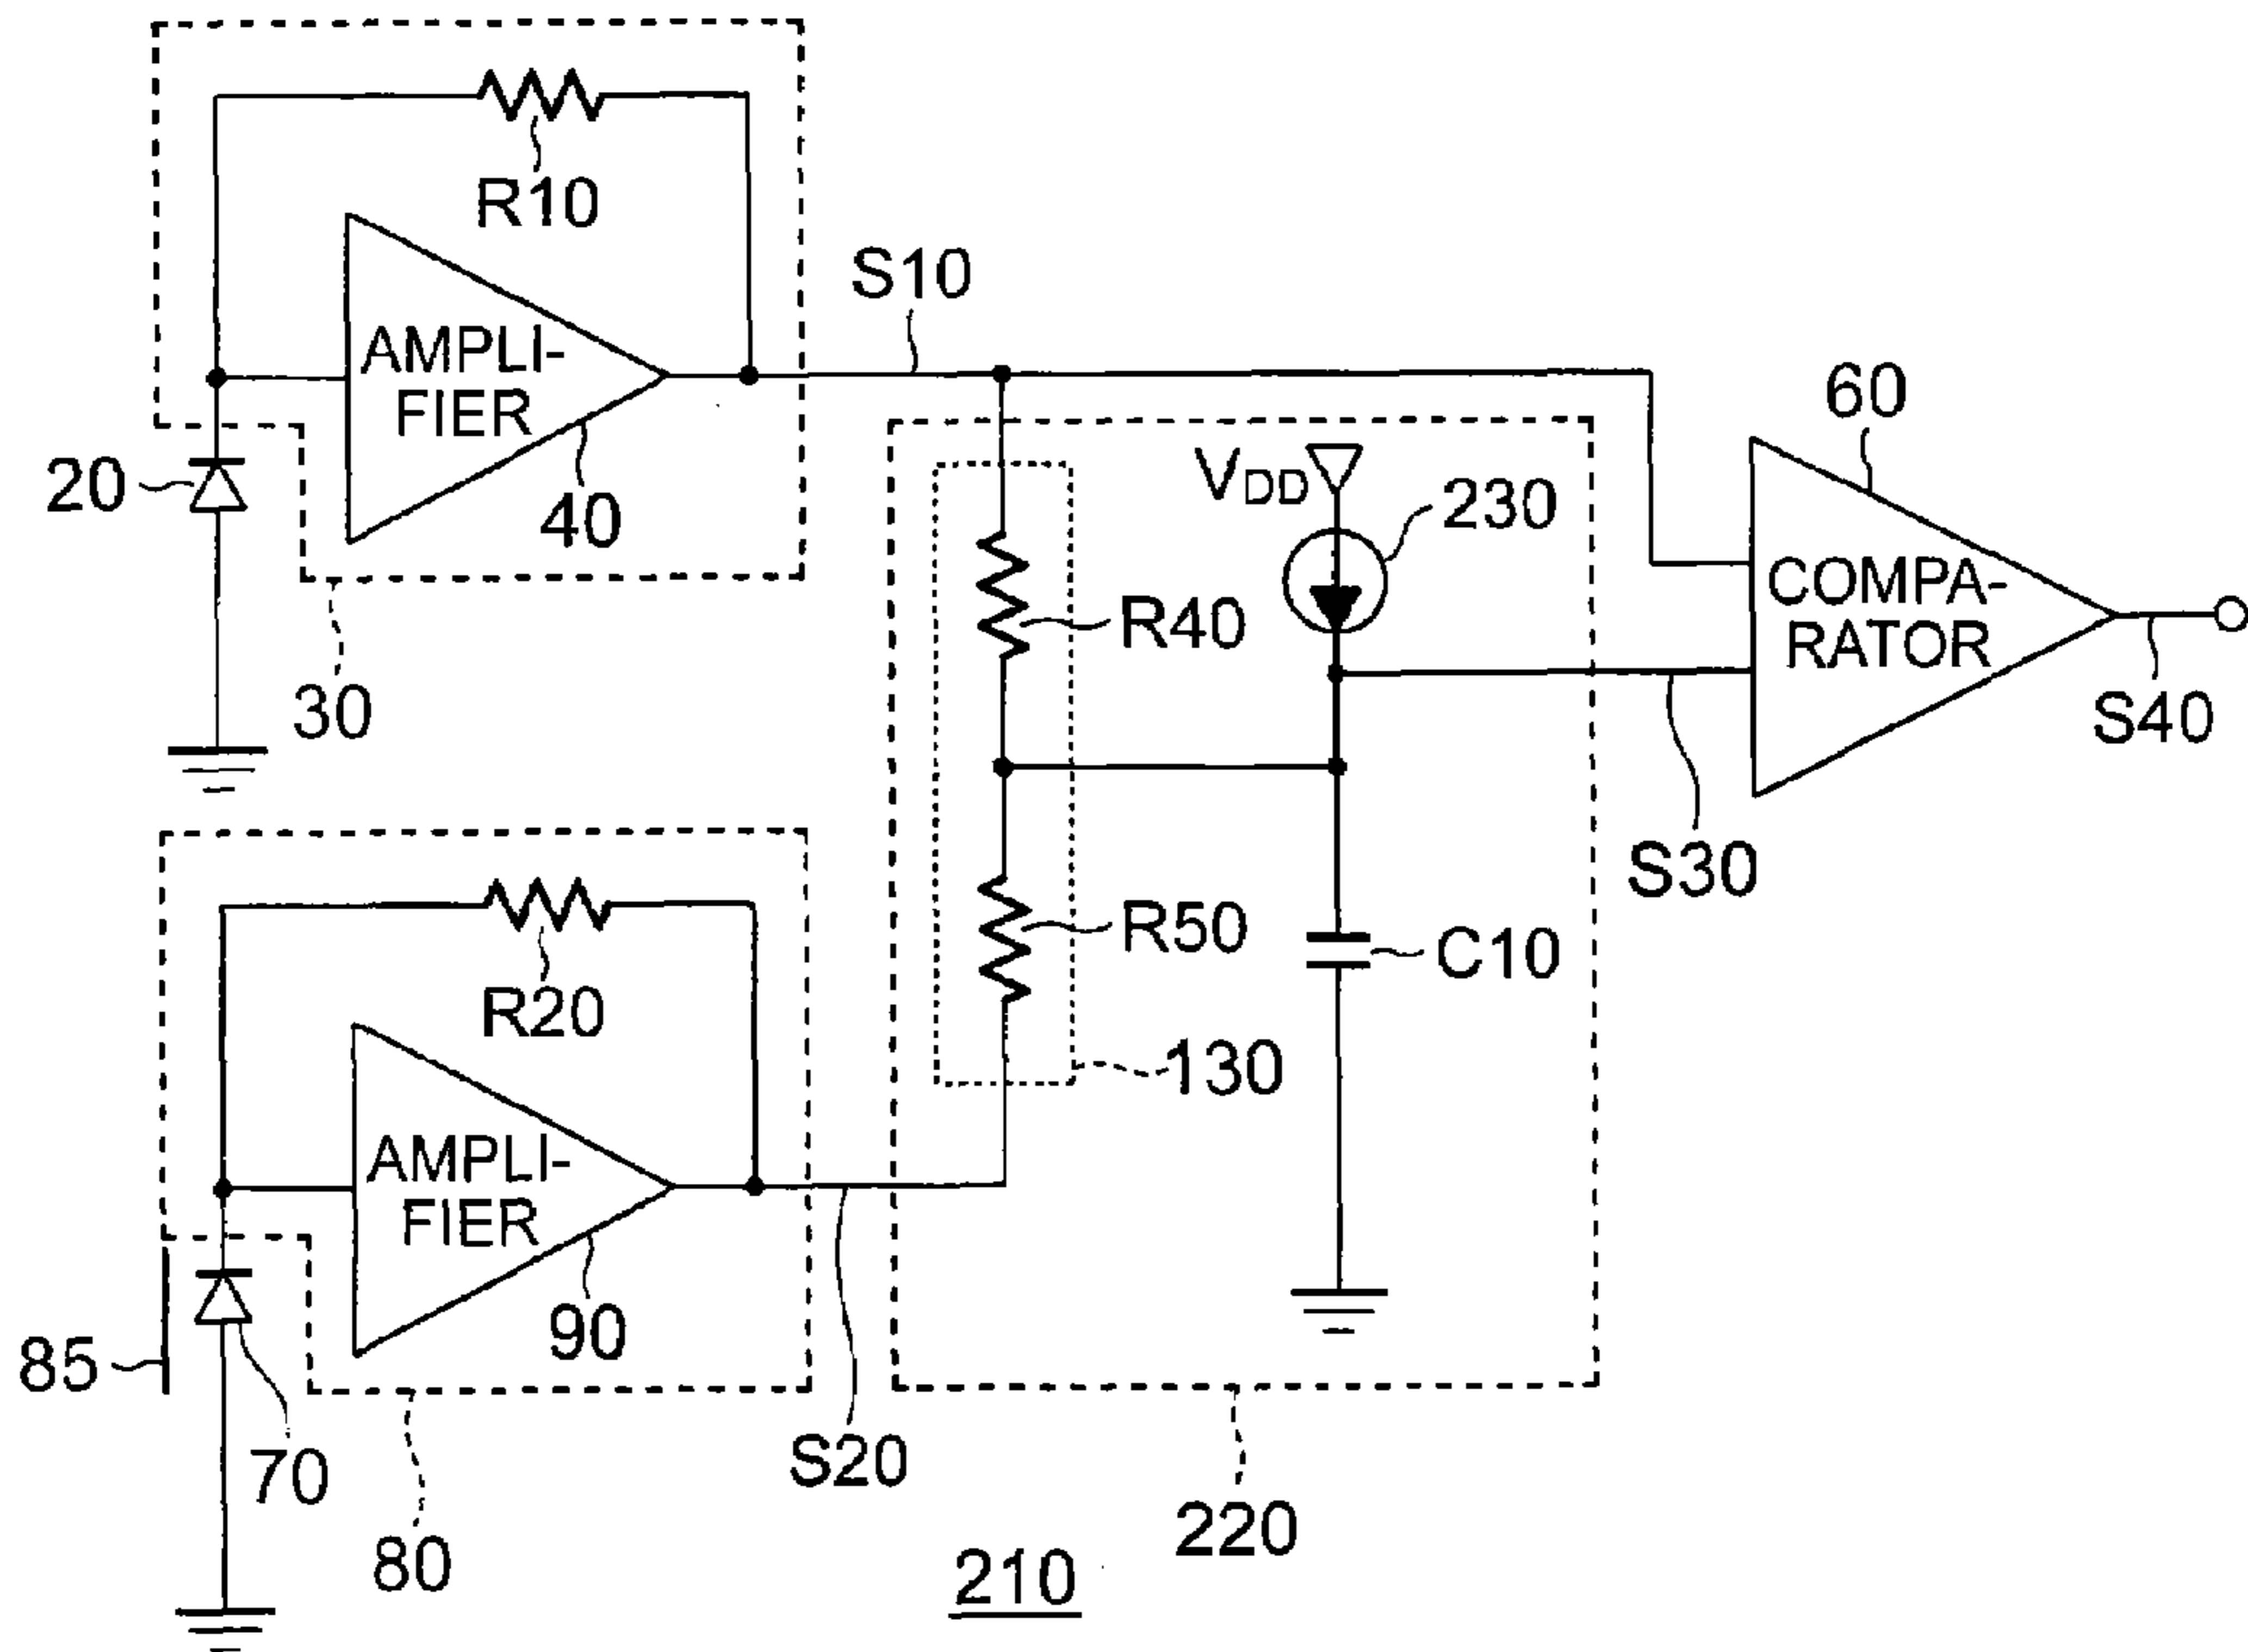 R10
S10
AMPLI-
FIER
60
20
40
VDD
230
COMPA-
RATOR
R40
30
S40
S30
R50
C10
R20
130
AMPLI-
FIER
90
85
70
S20
80
220
210